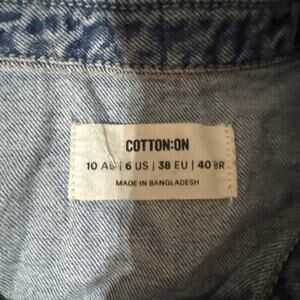 COTTON:ON
10 AU | 6 US | 38 EU | 40 BR
MADE IN BANGLADESH